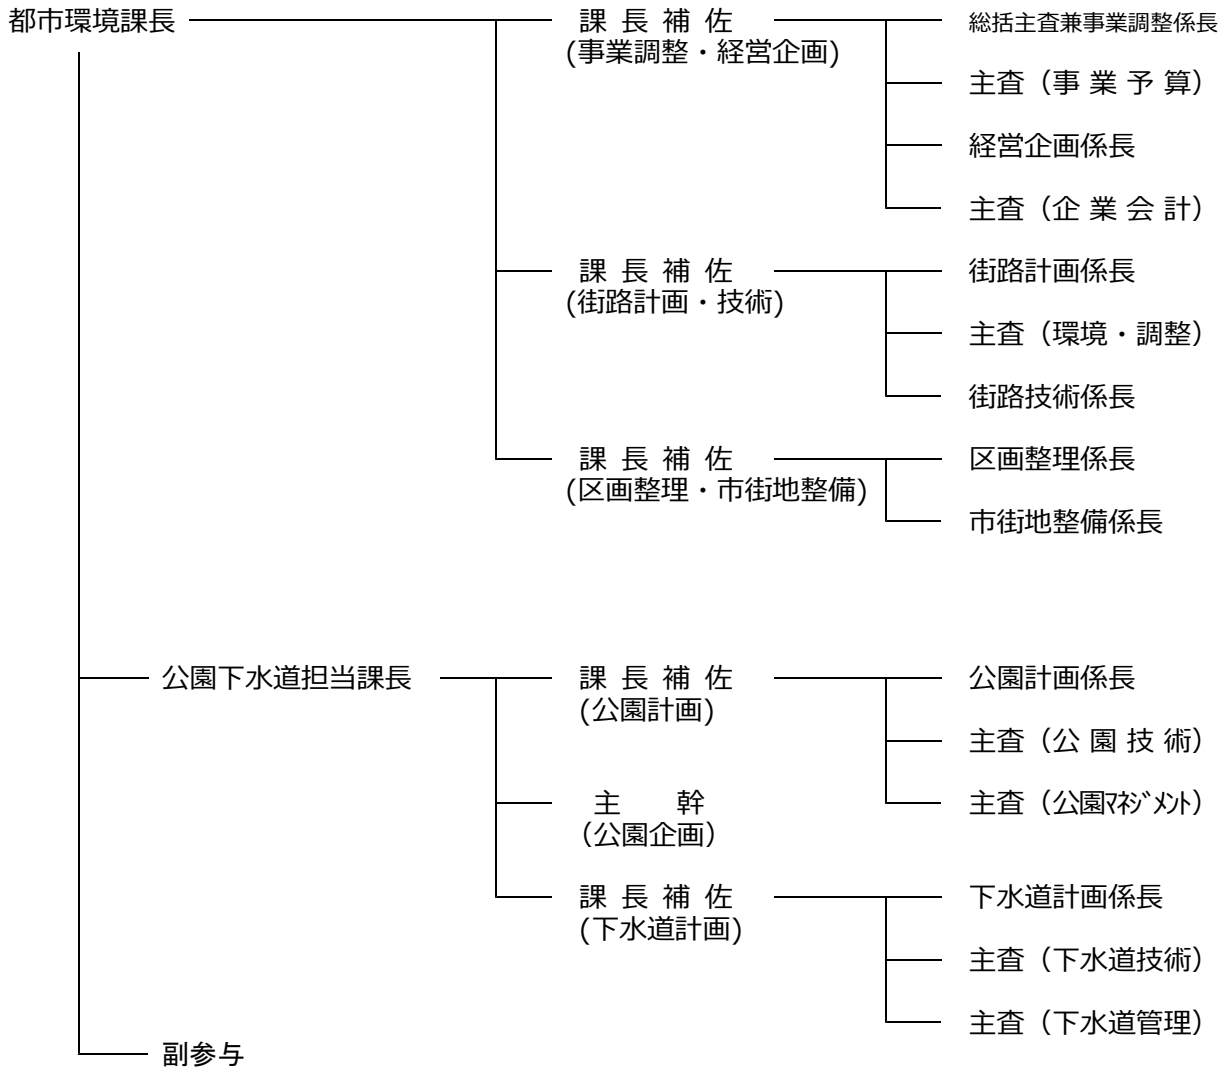 都市環境課長
課長補佐
(事業調整・経営企画)
総括主査兼事業調整係長
主査（事業予算）
経営企画係長
主査（企業会計）
課長補佐
(街路計画・技術)
街路計画係長
主査（環境・調整）
街路技術係長
課長補佐
(区画整理・市街地整備)
区画整理係長
市街地整備係長
公園下水道担当課長
課長補佐
(公園計画)
公園計画係長
主査（公園技術）
主査（公園ﾏﾈｼﾞﾒﾝﾄ）
主幹
（公園企画）
課長補佐
(下水道計画)
下水道計画係長
主査（下水道技術）
主査（下水道管理）
副参与